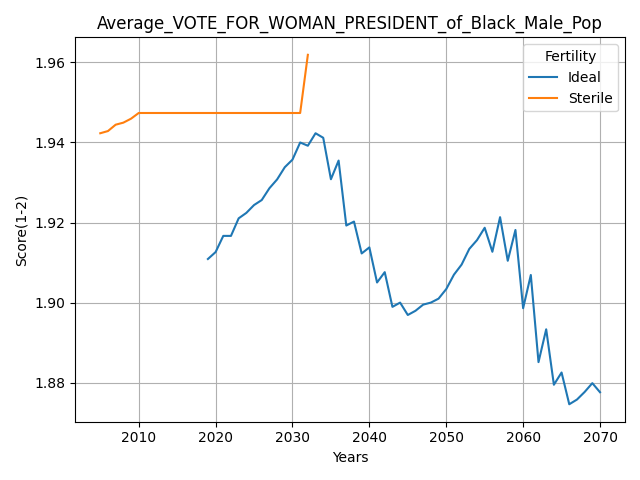 Average_VOTE_FOR_WOMAN_PRESIDENT_of_Black_Male_Pop
Fertility
Ideal
Sterile
1.96
1.94
1.92
1.90
1.88
Score(1-2)
2010 2020 2030 2040 2050 2060 2070
Years